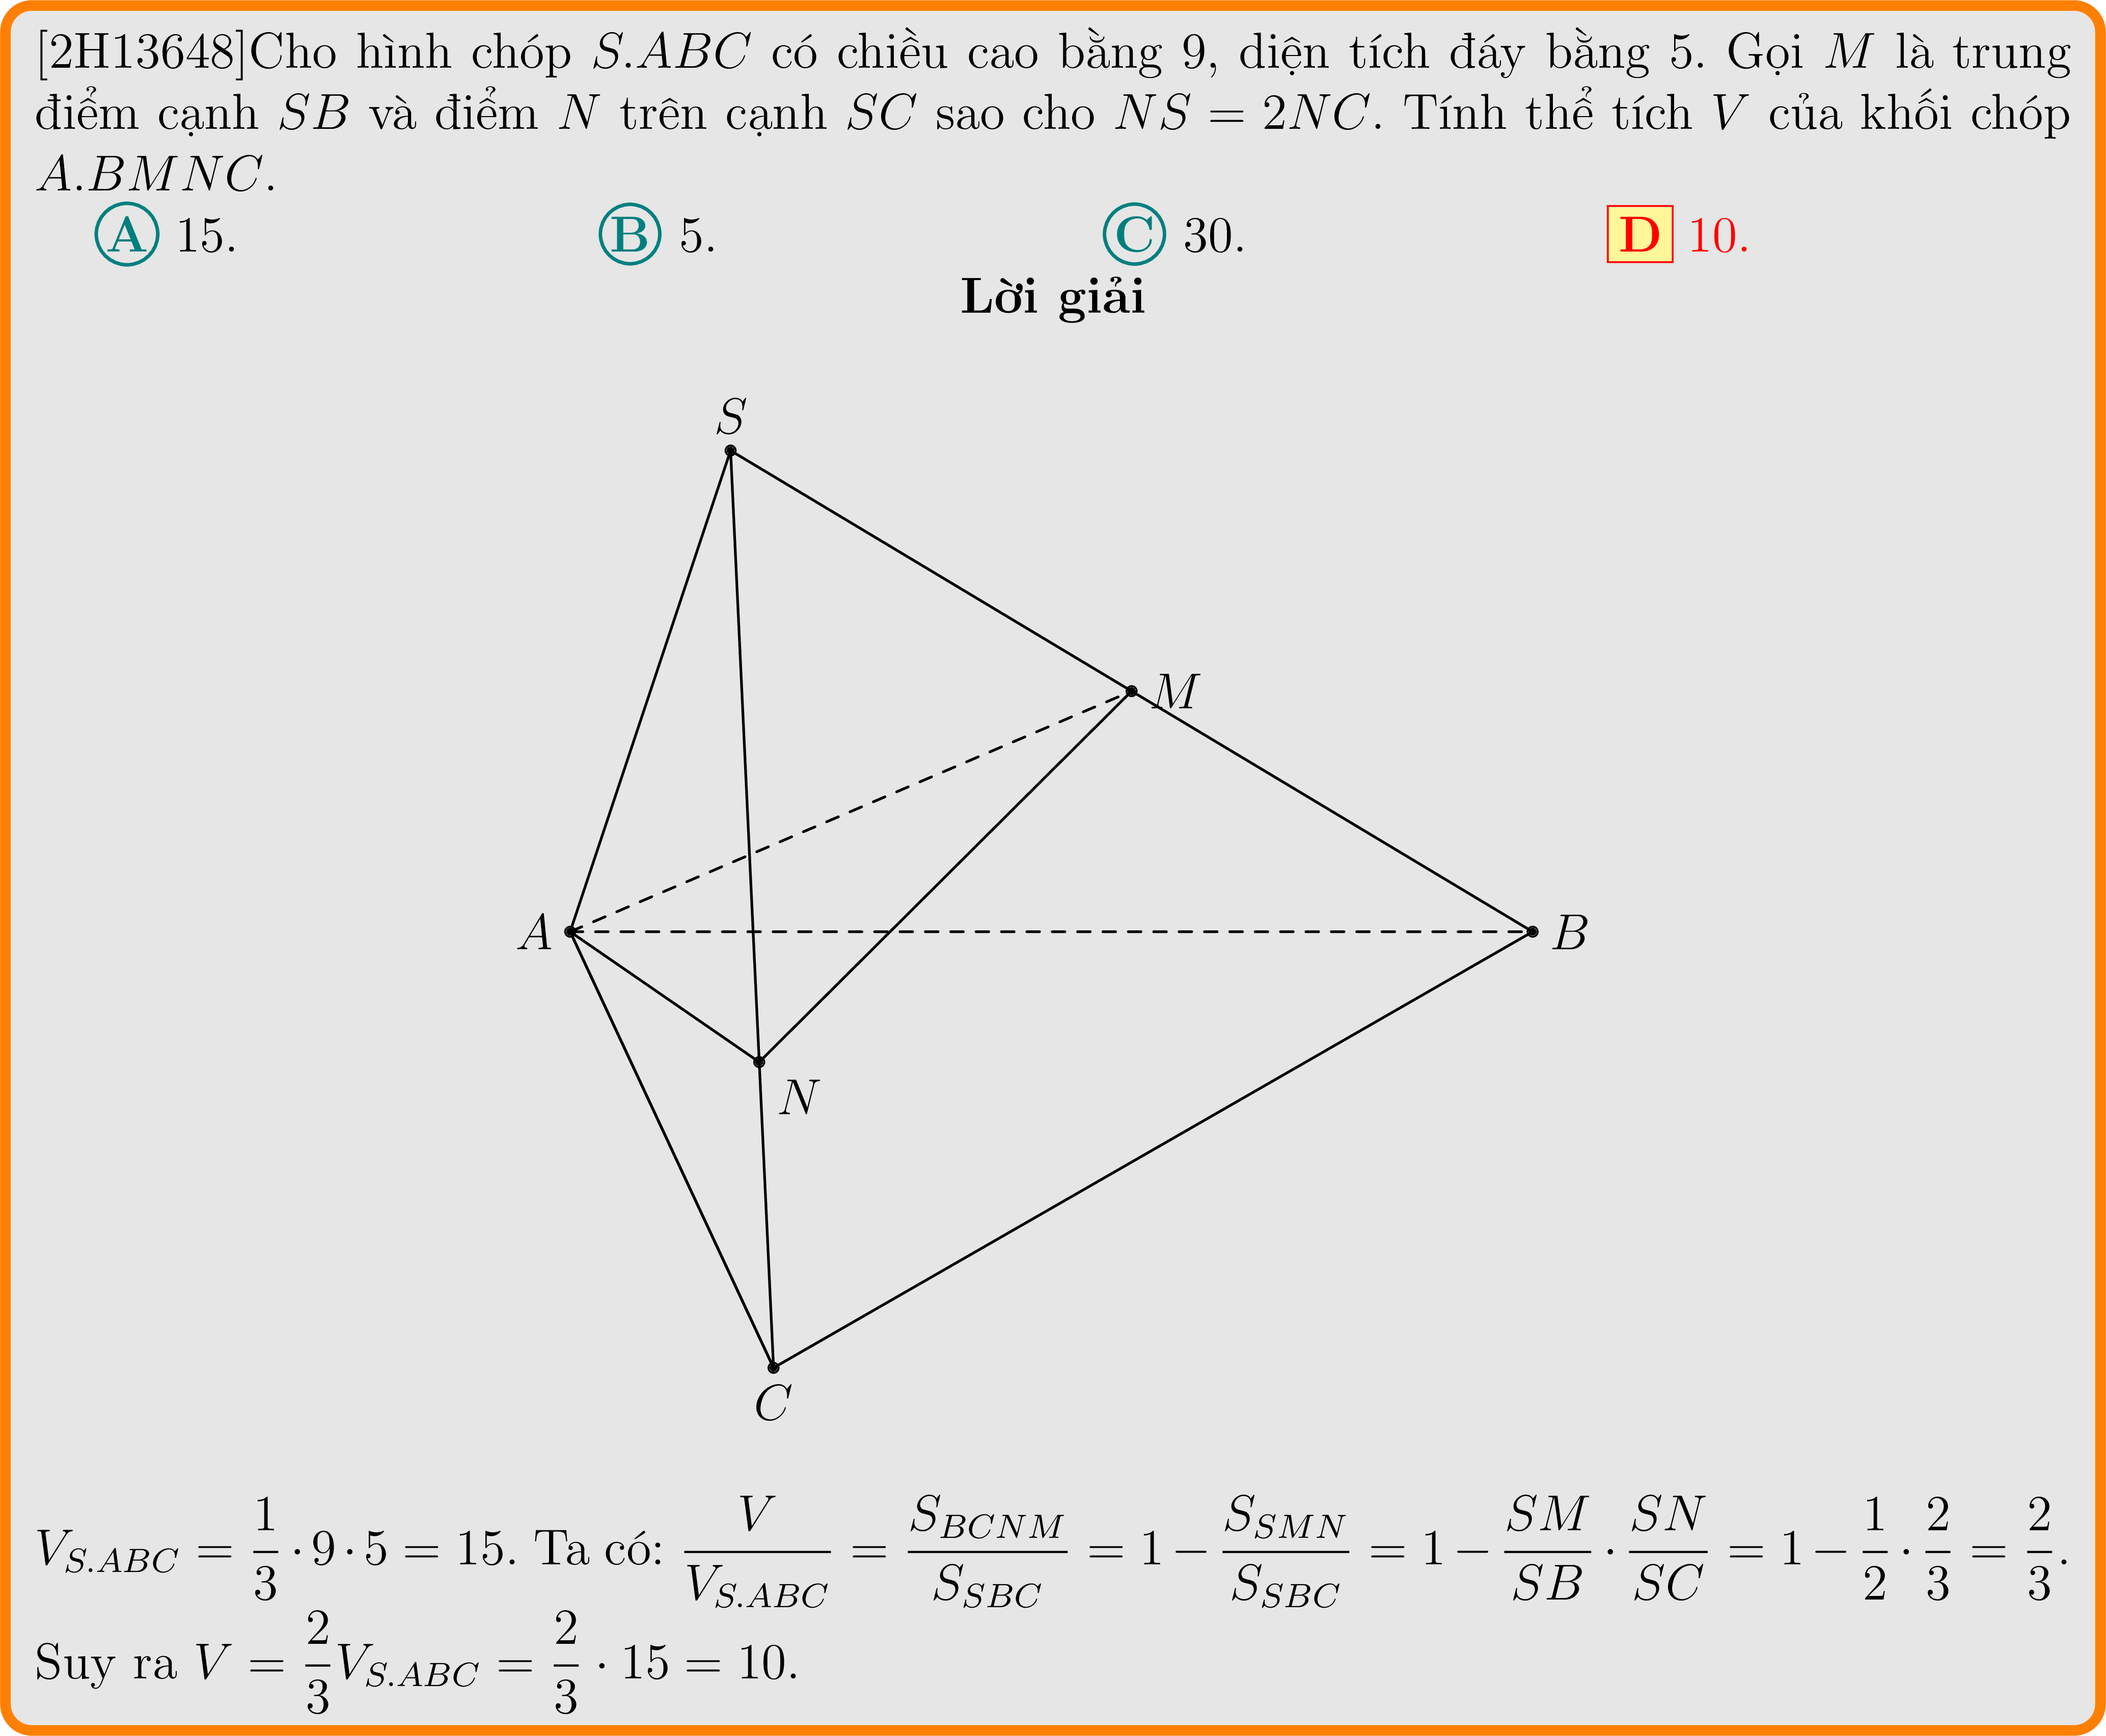 [2H13648]Cho hình chóp S.ABC có chiều cao bằng 9, diện tích đáy bằng 5. Gọi M là trung
điểm cạnh SB và điểm N trên cạnh SC sao cho NS = 2NC. Tính thể tích V của khối chóp
A.BMNC.
A 15. B 5. C 30. D 10.
Lời giải
S
M
A B
N
C
V_{S.ABC} = \frac{1}{3} · 9 · 5 = 15. Ta có: \frac{V}{V_{S.ABC}} = \frac{S_{BCNM}}{S_{SBC}} = 1 − \frac{S_{SMN}}{S_{SBC}} = 1 − \frac{SM}{SB} · \frac{SN}{SC} = 1 − \frac{1}{2} · \frac{2}{3} = \frac{2}{3}.
Suy ra V = \frac{2}{3}V_{S.ABC} = \frac{2}{3} · 15 = 10.